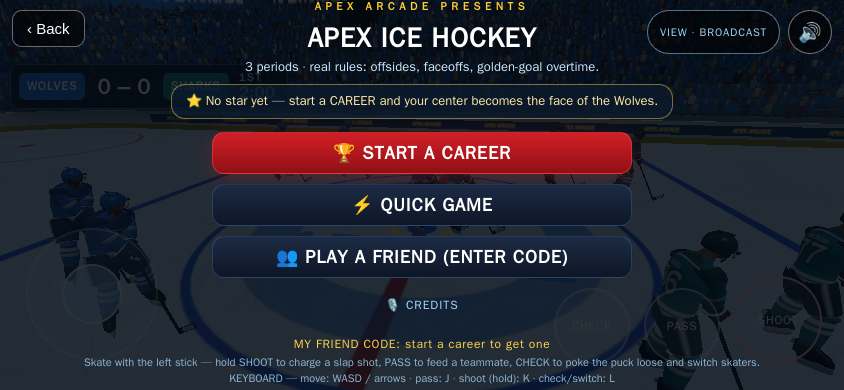 APEX ARCADE PRESENTS
‹ Back
APEX ICE HOCKEY
VIEW · BROADCAST
3 periods · real rules: offsides, faceoffs, golden-goal overtime.
WOLVES 0 – 0 SHARKS 1ST
⭐ No star yet — start a CAREER and your center becomes the face of the Wolves.
🏆 START A CAREER
⚡ QUICK GAME
👥 PLAY A FRIEND (ENTER CODE)
🎙️ CREDITS
CHECK
PASS
SHOOT
MY FRIEND CODE: start a career to get one
Skate with the left stick — hold SHOOT to charge a slap shot, PASS to feed a teammate, CHECK to poke the puck loose and switch skaters.
KEYBOARD — move: WASD / arrows · pass: J · shoot (hold): K · check/switch: L